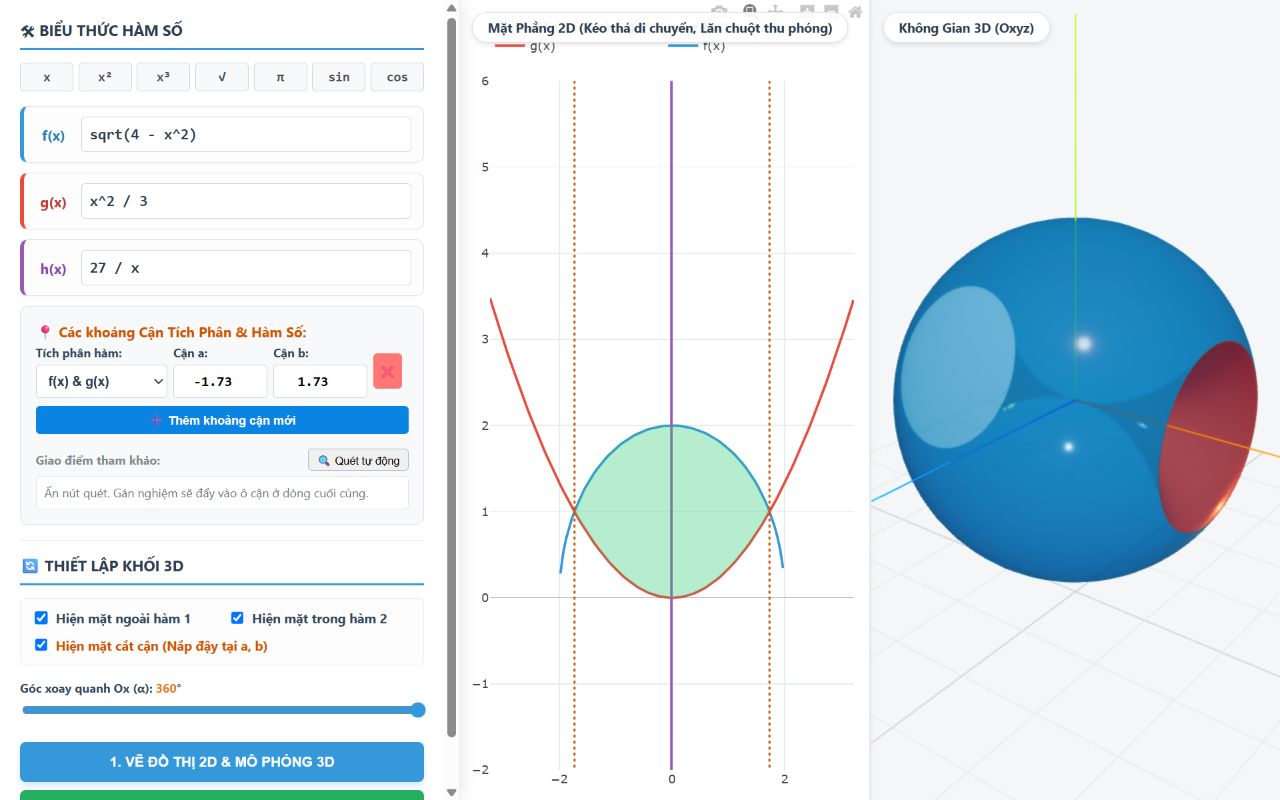 🛠 BIỂU THỨC HÀM SỐ
x x² x³ √ π sin cos
f(x) sqrt(4 - x^2)
g(x) x^2 / 3
h(x) 27 / x
📍 Các khoảng Cận Tích Phân & Hàm Số:
Tích phân hàm: Cận a: Cận b:
f(x) & g(x) -1.73 1.73 ❌
➕ Thêm khoảng cận mới
Giao điểm tham khảo: 🔍 Quét tự động
Ấn nút quét. Gán nghiệm sẽ đẩy vào ô cận ở dòng cuối cùng.
🔄 THIẾT LẬP KHỐI 3D
Hiện mặt ngoài hàm 1 Hiện mặt trong hàm 2
Hiện mặt cắt cận (Nắp đậy tại a, b)
Góc xoay quanh Ox (α): 360°
1. VẼ ĐỒ THỊ 2D & MÔ PHỎNG 3D
Mặt Phẳng 2D (Kéo thả di chuyển, Lăn chuột thu phóng)
g(x) f(x)
6
5
4
3
2
1
0
−1
−2
−2 0 2
Không Gian 3D (Oxyz)